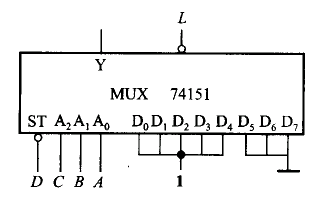 L
Y
MUX 74151
ST A₂ A₁ A₀ D₀ D₁ D₂ D₃ D₄ D₅ D₆ D₇
D C B A 1